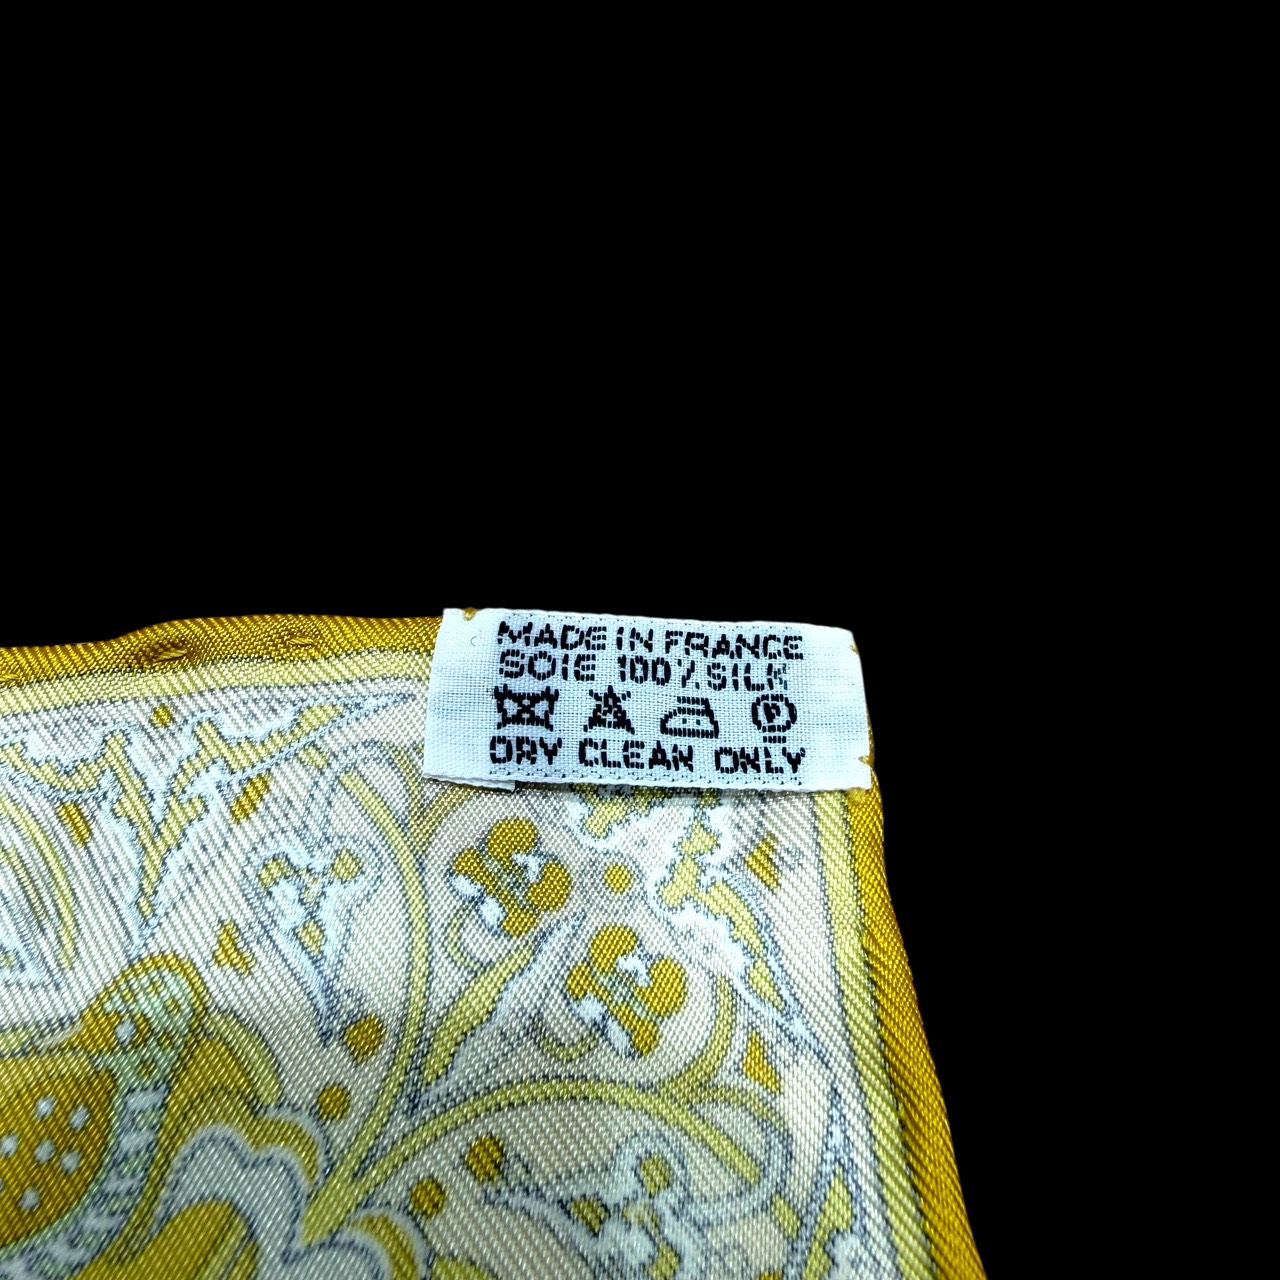 MADE IN FRANCE
SOIE 100% SILK
P
DRY CLEAN ONLY